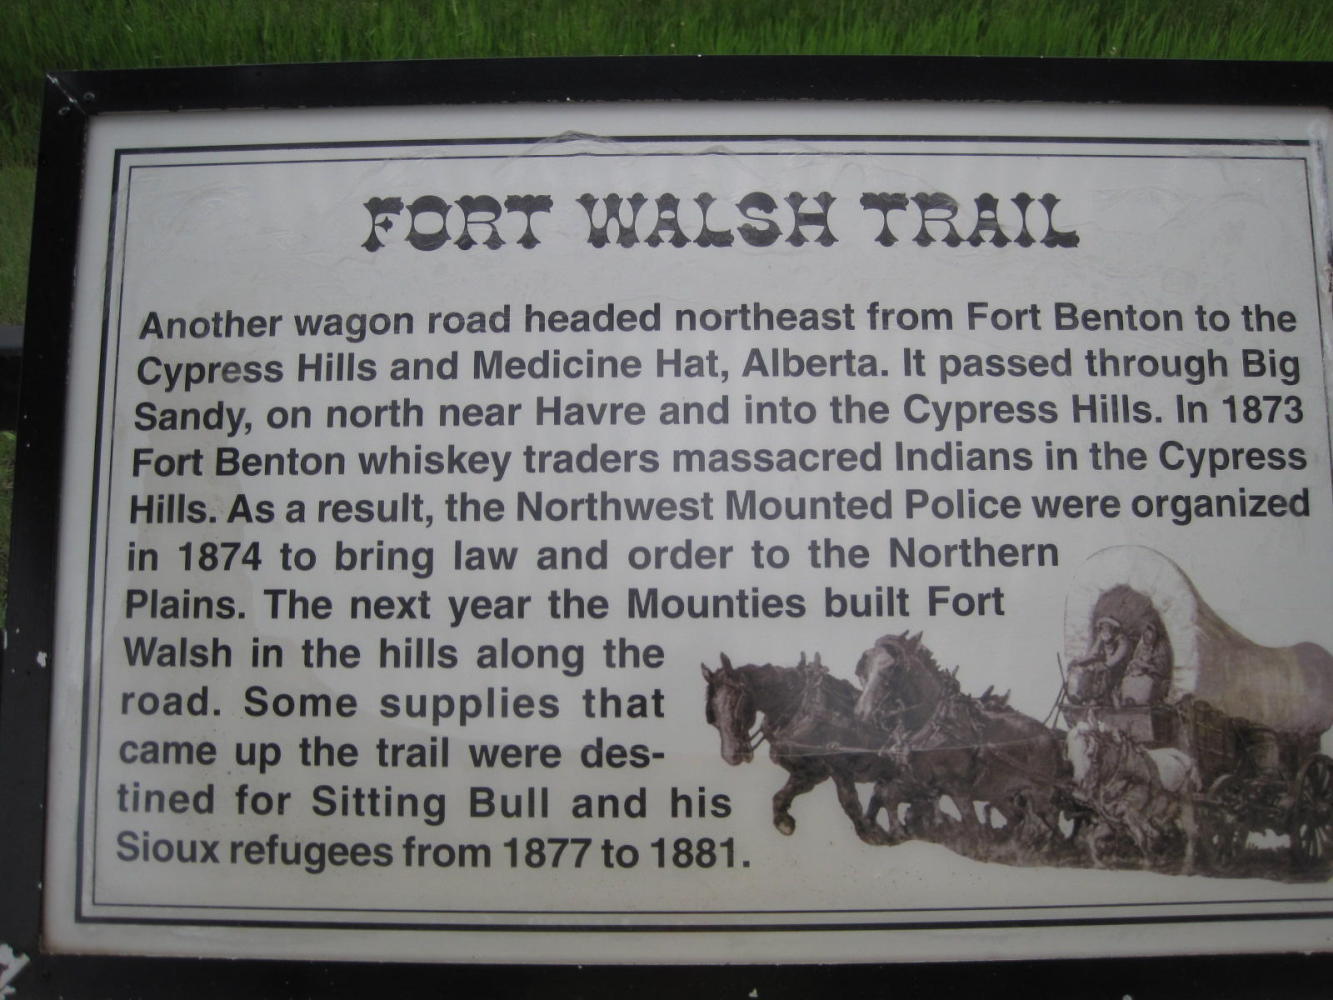 FORT WALSH TRAIL
Another wagon road headed northeast from Fort Benton to the
Cypress Hills and Medicine Hat, Alberta. It passed through Big
Sandy, on north near Havre and into the Cypress Hills. In 1873
Fort Benton whiskey traders massacred Indians in the Cypress
Hills. As a result, the Northwest Mounted Police were organized
in 1874 to bring law and order to the Northern
Plains. The next year the Mounties built Fort
Walsh in the hills along the
road. Some supplies that
came up the trail were des-
tined for Sitting Bull and his
Sioux refugees from 1877 to 1881.